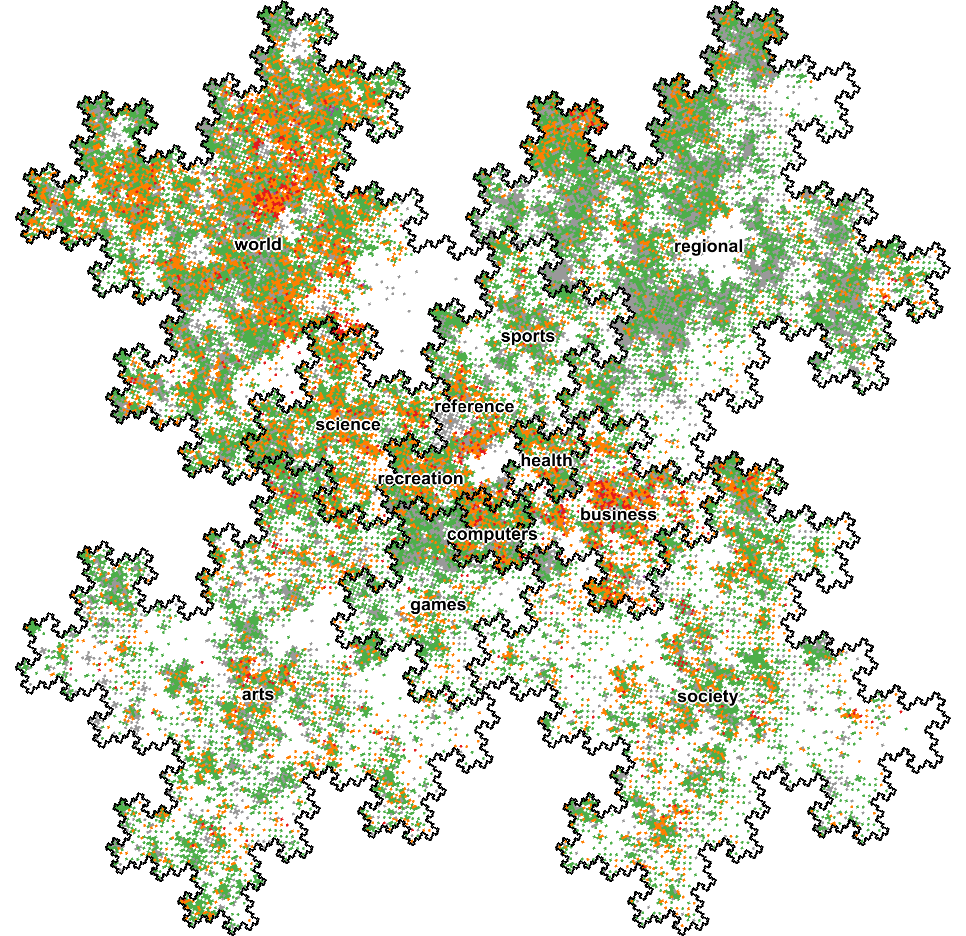 world
regional
sports
reference
science
health
recreation
business
computers
games
arts
society